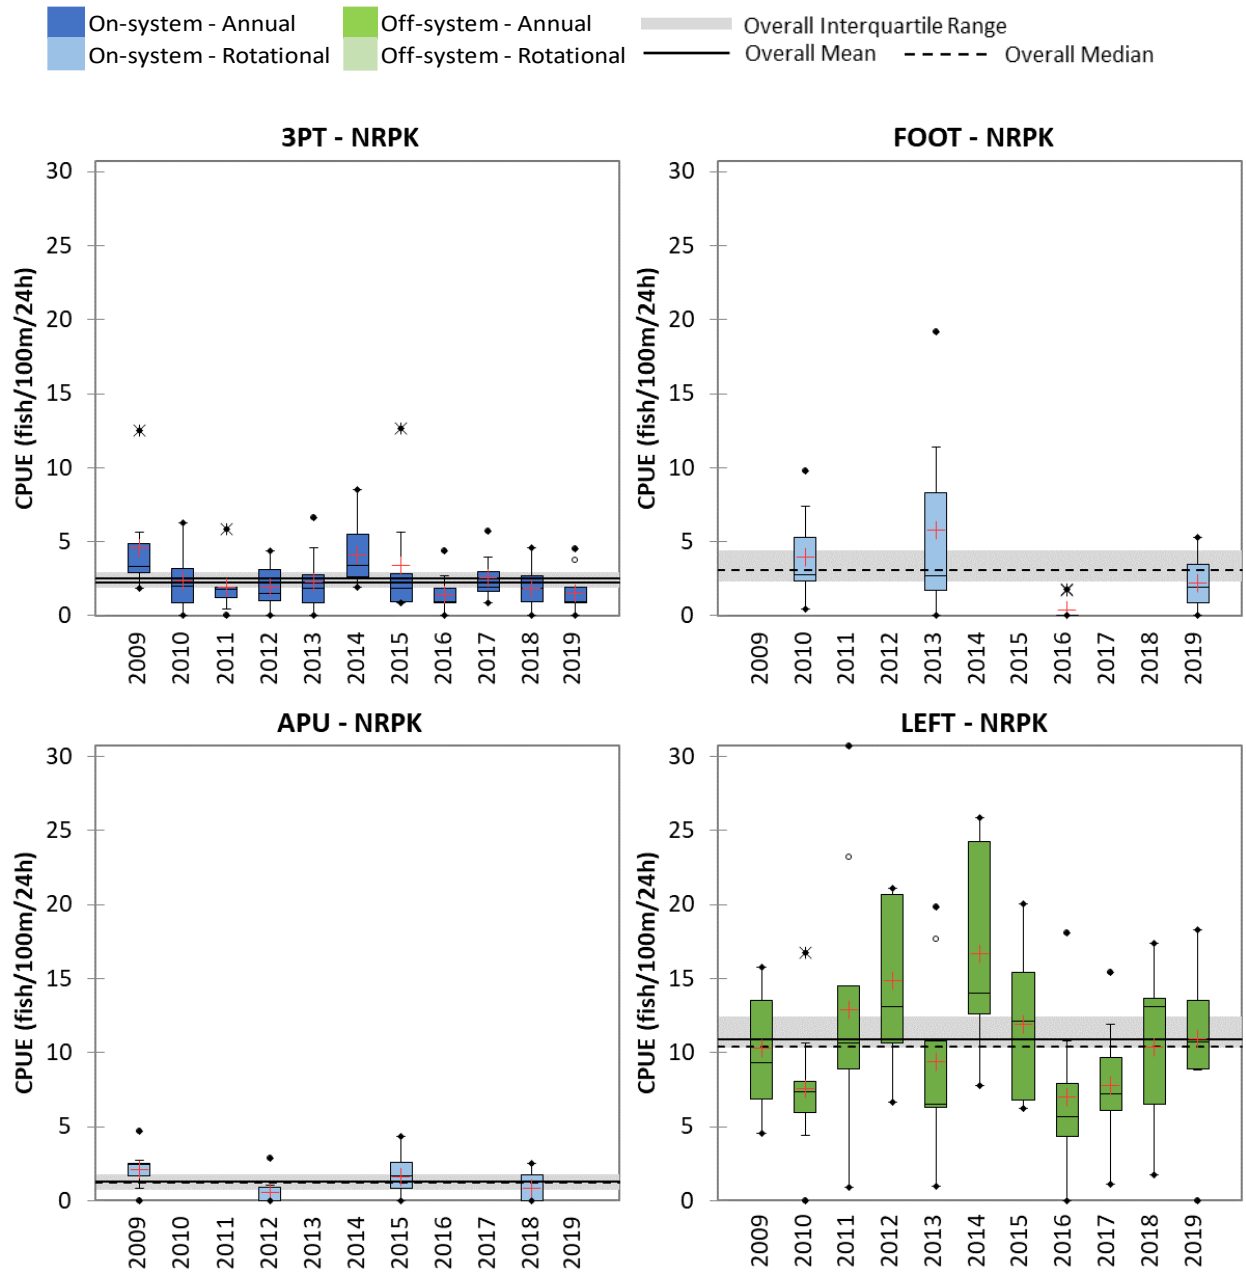 On-system - Annual Off-system - Annual Overall Interquartile Range
On-system - Rotational Off-system - Rotational Overall Mean Overall Median
3PT - NRPK
CPUE (fish/100m/24h)
30
25
20
15
10
5
0
2009 2010 2011 2012 2013 2014 2015 2016 2017 2018 2019
FOOT - NRPK
CPUE (fish/100m/24h)
30
25
20
15
10
5
0
2009 2010 2011 2012 2013 2014 2015 2016 2017 2018 2019
APU - NRPK
CPUE (fish/100m/24h)
30
25
20
15
10
5
0
2009 2010 2011 2012 2013 2014 2015 2016 2017 2018 2019
LEFT - NRPK
CPUE (fish/100m/24h)
30
25
20
15
10
5
0
2009 2010 2011 2012 2013 2014 2015 2016 2017 2018 2019